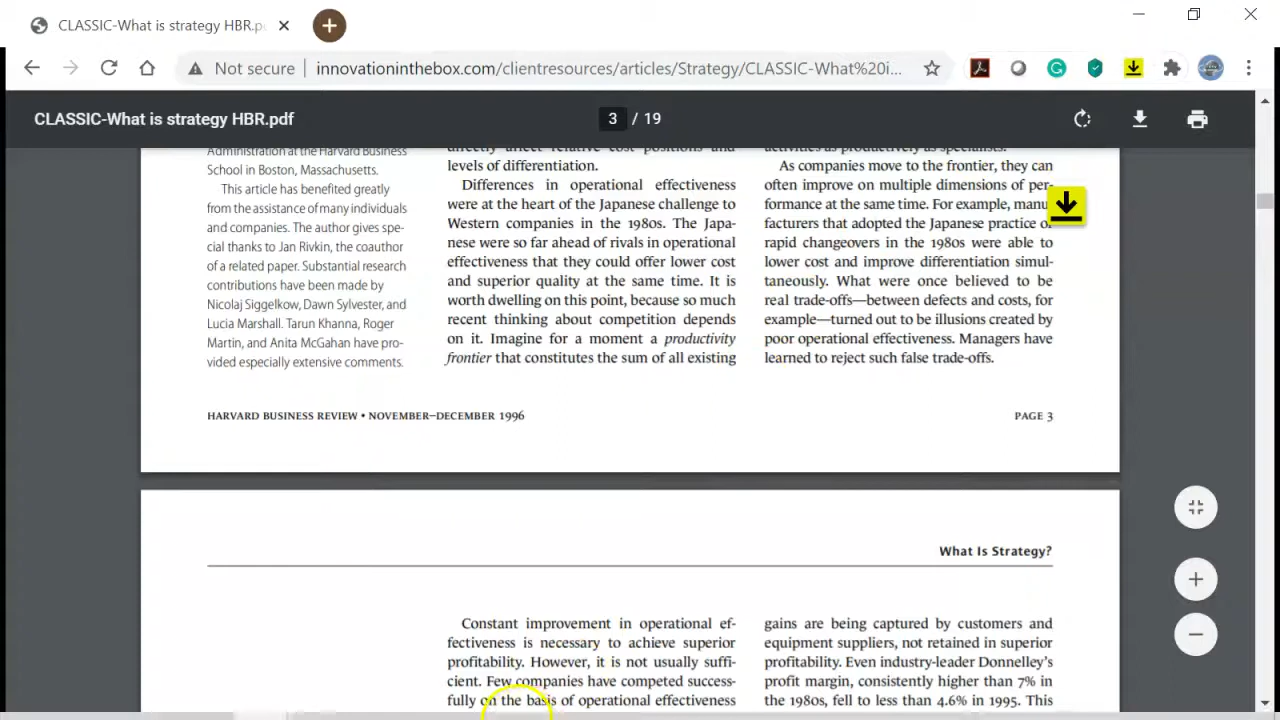 CLASSIC-What is strategy HBR.p
Not secure
innovationinthebox.com/clientresources/articles/Strategy/CLASSIC-What%20i...
CLASSIC-What is strategy HBR.pdf
3 / 19
Administration at the Harvard Business
School in Boston, Massachusetts.
This article has benefited greatly
from the assistance of many individuals
and companies. The author gives spe-
cial thanks to Jan Rivkin, the coauthor
of a related paper. Substantial research
contributions have been made by
Nicolaj Siggelkow, Dawn Sylvester, and
Lucia Marshall. Tarun Khanna, Roger
Martin, and Anita McGahan have pro-
vided especially extensive comments.
directly affect relative cost positions and
levels of differentiation.
Differences in operational effectiveness
were at the heart of the Japanese challenge to
Western companies in the 1980s. The Japa-
nese were so far ahead of rivals in operational
effectiveness that they could offer lower cost
and superior quality at the same time. It is
worth dwelling on this point, because so much
recent thinking about competition depends
on it. Imagine for a moment a productivity
frontier that constitutes the sum of all existing
activities as productively as specialists.
As companies move to the frontier, they can
often improve on multiple dimensions of per-
formance at the same time. For example, manu
facturers that adopted the Japanese practice of
rapid changeovers in the 1980s were able to
lower cost and improve differentiation simul-
taneously. What were once believed to be
real trade-offs—between defects and costs, for
example—turned out to be illusions created by
poor operational effectiveness. Managers have
learned to reject such false trade-offs.
HARVARD BUSINESS REVIEW • NOVEMBER–DECEMBER 1996
PAGE 3
What Is Strategy?
Constant improvement in operational ef-
fectiveness is necessary to achieve superior
profitability. However, it is not usually suffi-
cient. Few companies have competed success-
fully on the basis of operational effectiveness
gains are being captured by customers and
equipment suppliers, not retained in superior
profitability. Even industry-leader Donnelley's
profit margin, consistently higher than 7% in
the 1980s, fell to less than 4.6% in 1995. This